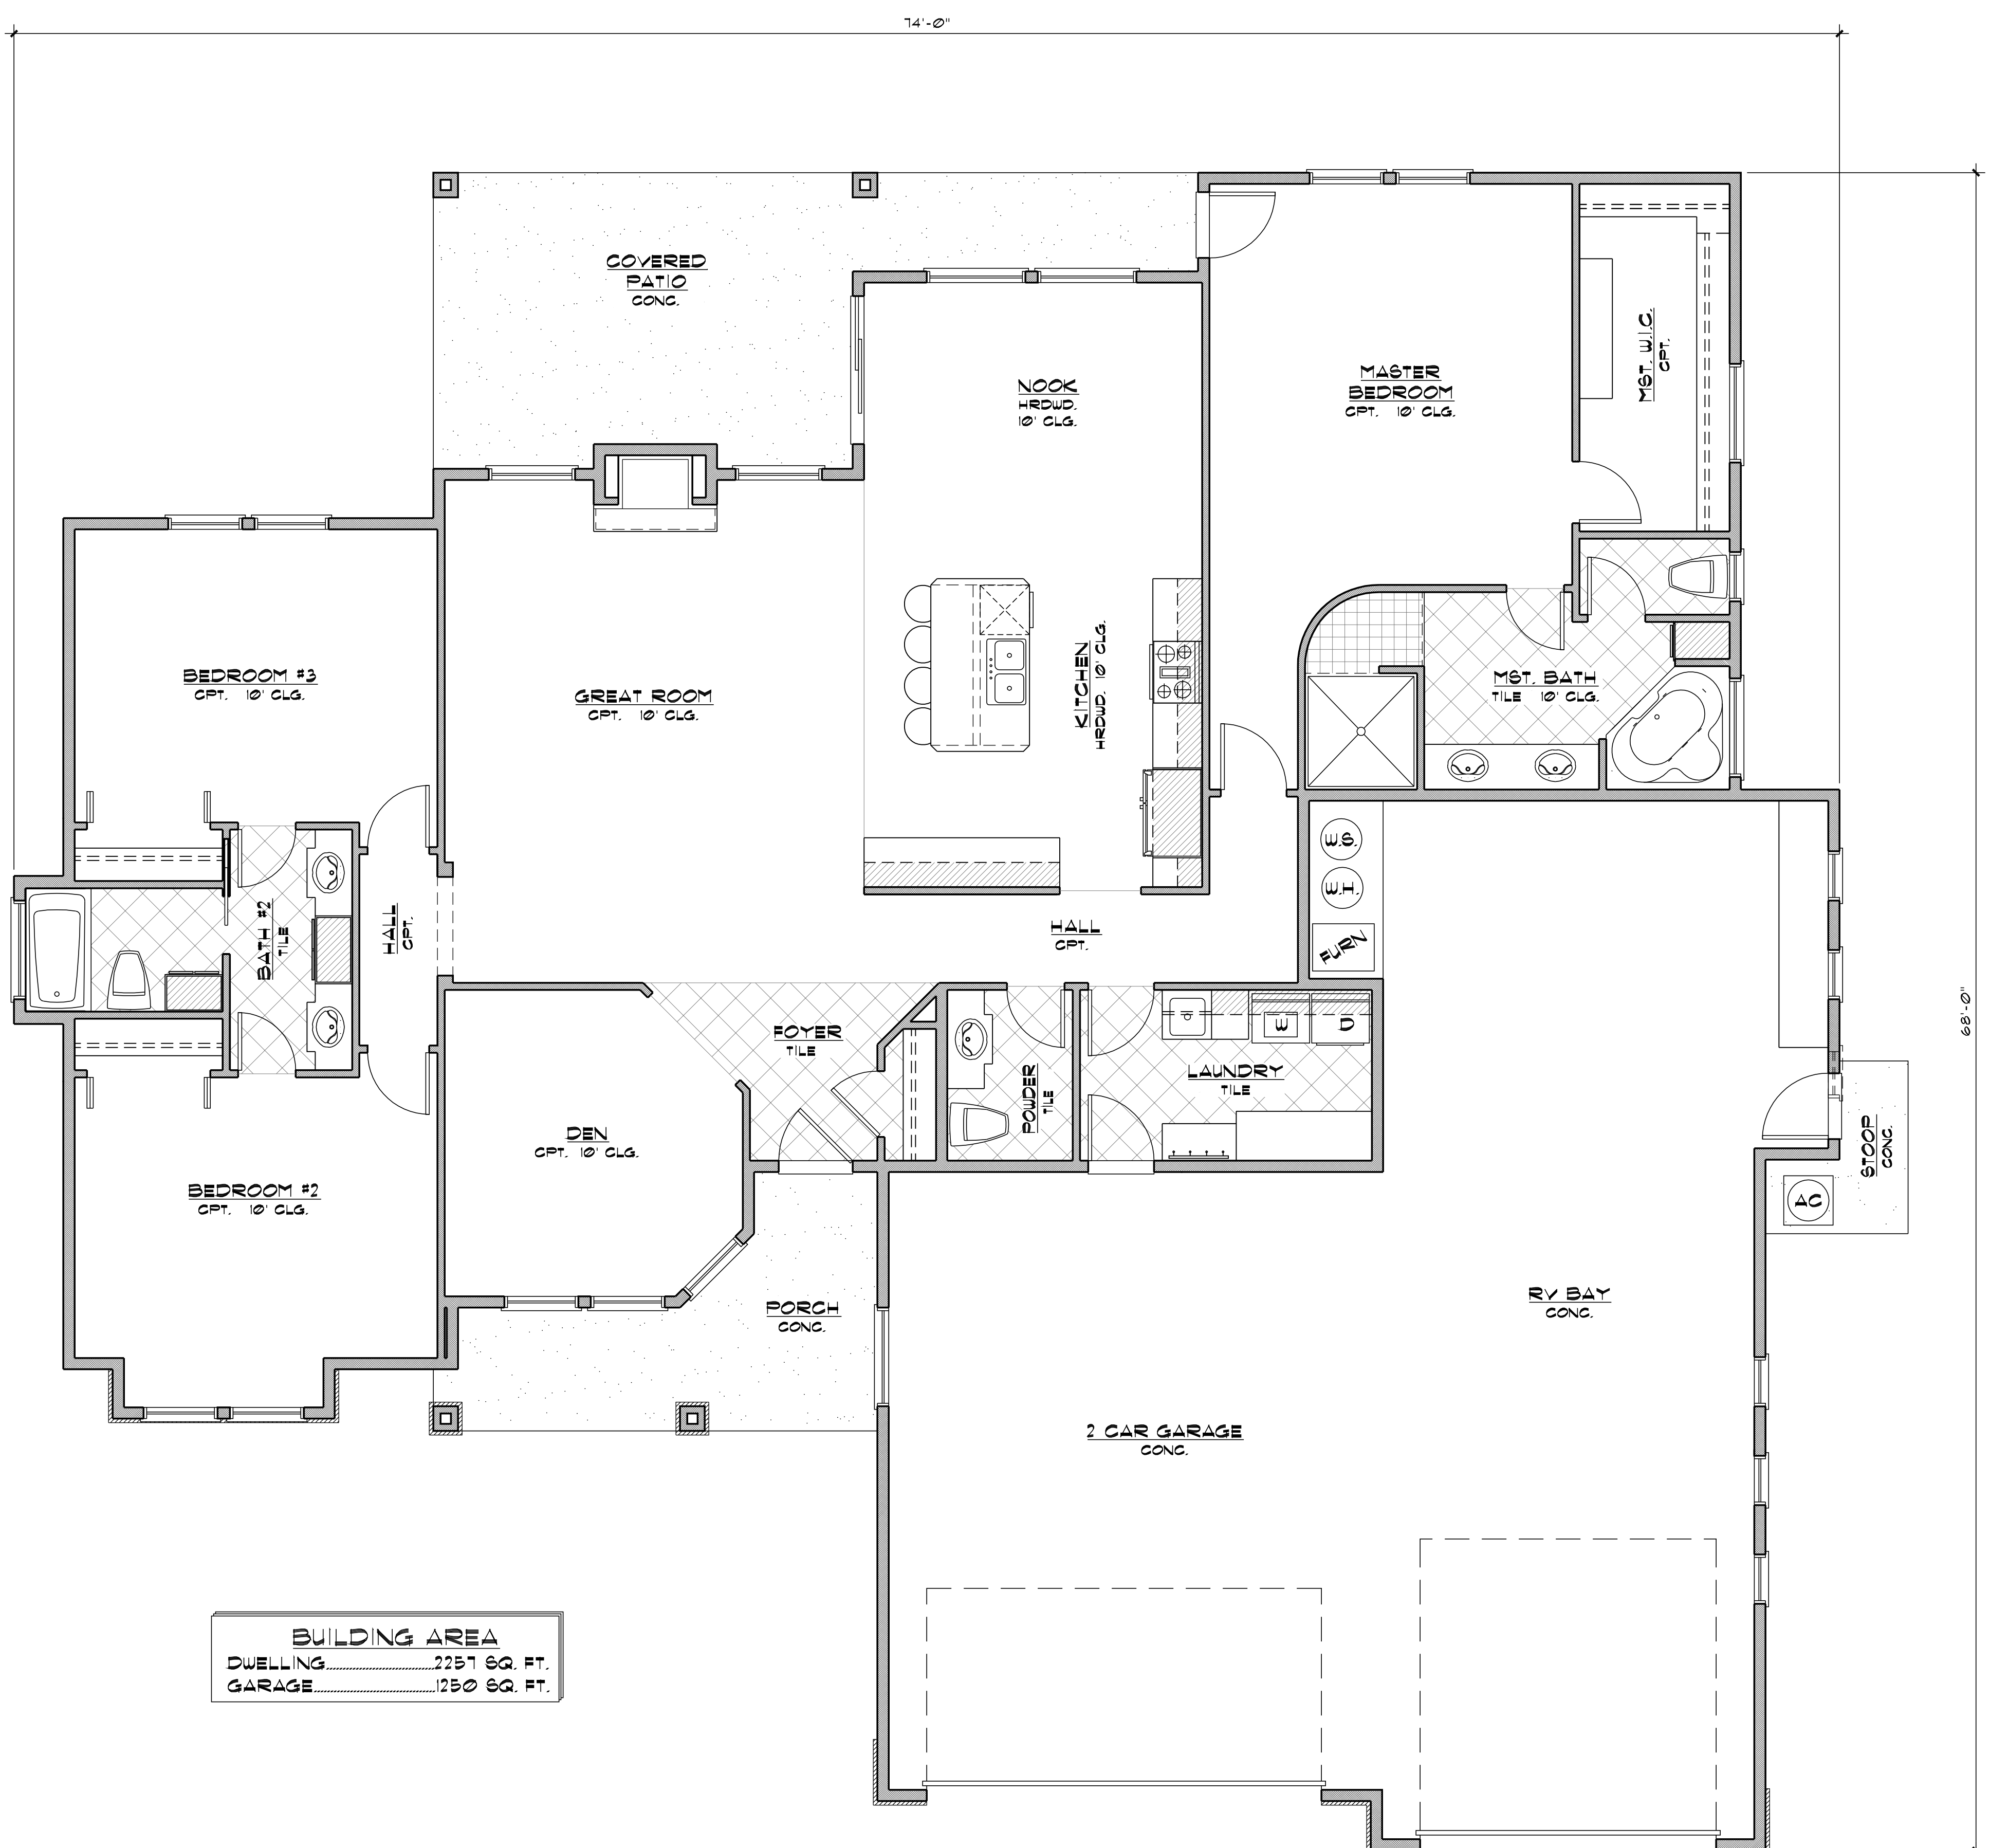 74'-0"
COVERED
PATIO
CONC.
NOOK
HRDWD.
10' CLG.
MASTER
BEDROOM
CPT. 10' CLG.
MST. W.I.C.
CPT.
BEDROOM #3
CPT. 10' CLG.
GREAT ROOM
CPT. 10' CLG.
KITCHEN
HRDWD. 10' CLG.
MST. BATH
TILE 10' CLG.
W.S.
W.H.
FURN
BATH #2
TILE
HALL
CPT.
HALL
CPT.
68'-0"
FOYER
TILE
POWDER
TILE
W
D
LAUNDRY
TILE
DEN
CPT. 10' CLG.
STOOP
CONC.
AC
BEDROOM #2
CPT. 10' CLG.
PORCH
CONC.
RV BAY
CONC.
2 CAR GARAGE
CONC.
BUILDING AREA
DWELLING..............................2257 SQ. FT.
GARAGE..................................1250 SQ. FT.